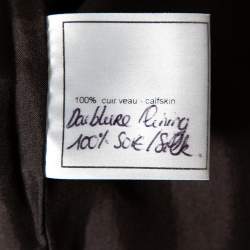 100% cuir veau - calfskin
Doublure lining
100% SOIE/Silk